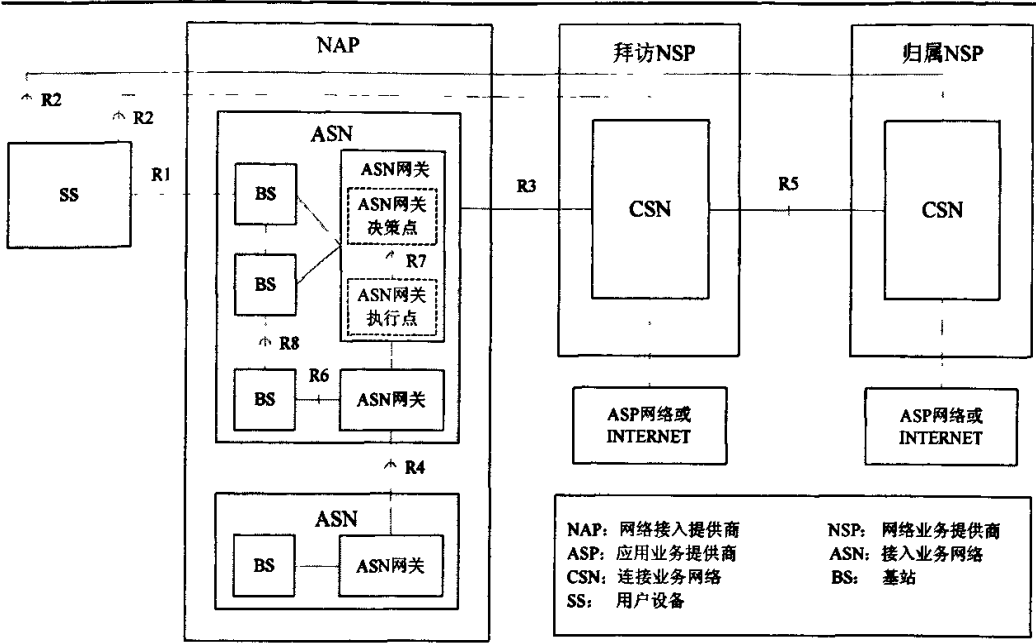 NAP
拜访NSP
归属NSP
R2
R2
ASN
SS
R1
BS
ASN网关
ASN网关
决策点
R3
CSN
R5
CSN
R7
BS
ASN网关
执行点
R8
R6
BS
ASN网关
ASP网络或
INTERNET
ASP网络或
INTERNET
R4
ASN
BS
ASN网关
NAP：网络接入提供商
NSP：网络业务提供商
ASP：应用业务提供商
ASN：接入业务网络
CSN：连接业务网络
BS： 基站
SS： 用户设备